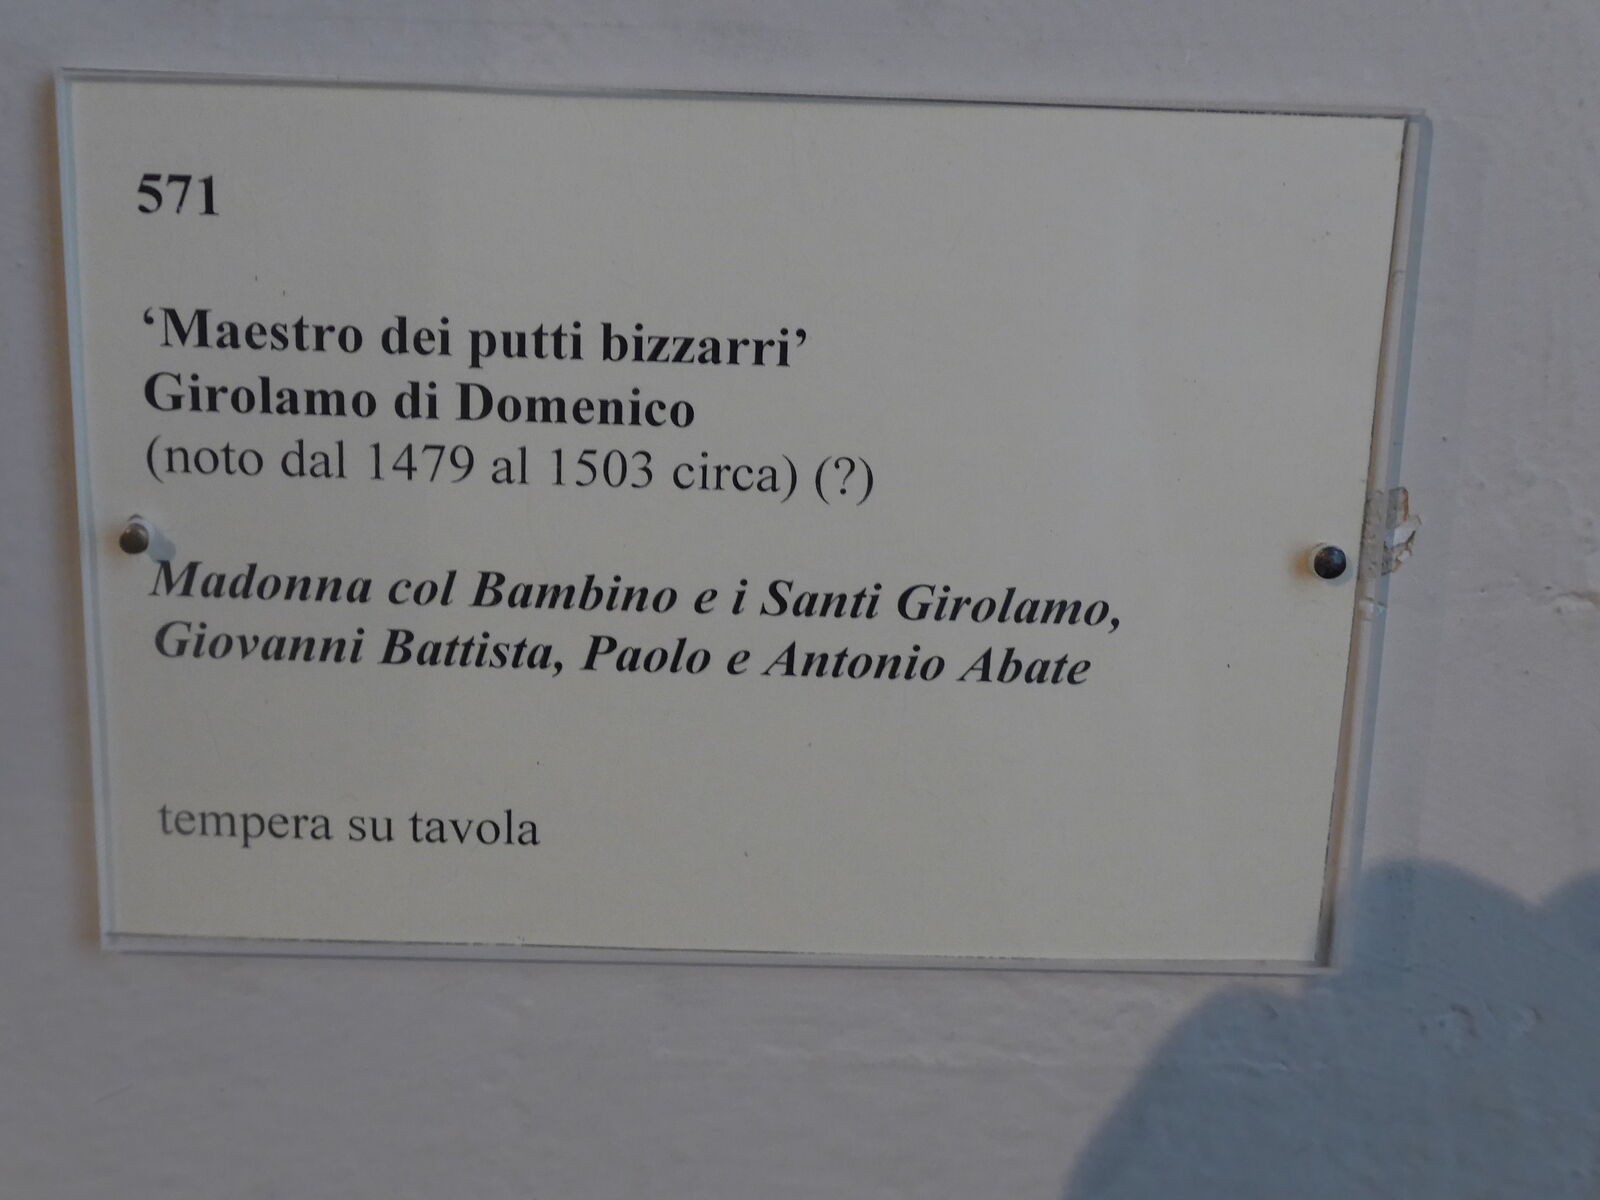 571
‘Maestro dei putti bizzarri’
Girolamo di Domenico
(noto dal 1479 al 1503 circa) (?)
Madonna col Bambino e i Santi Girolamo,
Giovanni Battista, Paolo e Antonio Abate
tempera su tavola